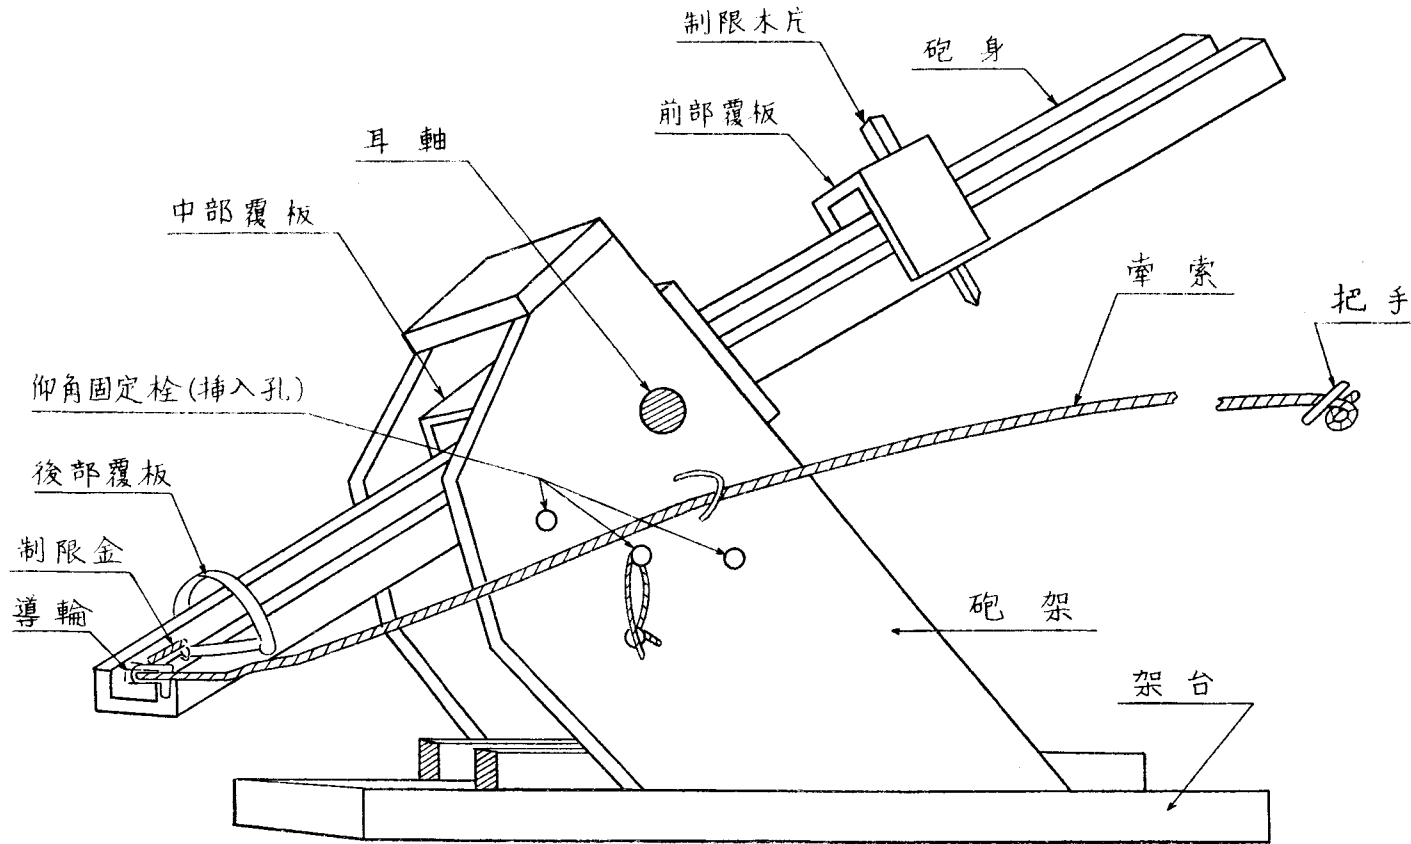 制限木片
砲身
前部覆板
耳軸
中部覆板
牽索
把手
仰角固定栓(挿入孔)
後部覆板
制限金
導輪
砲架
架台